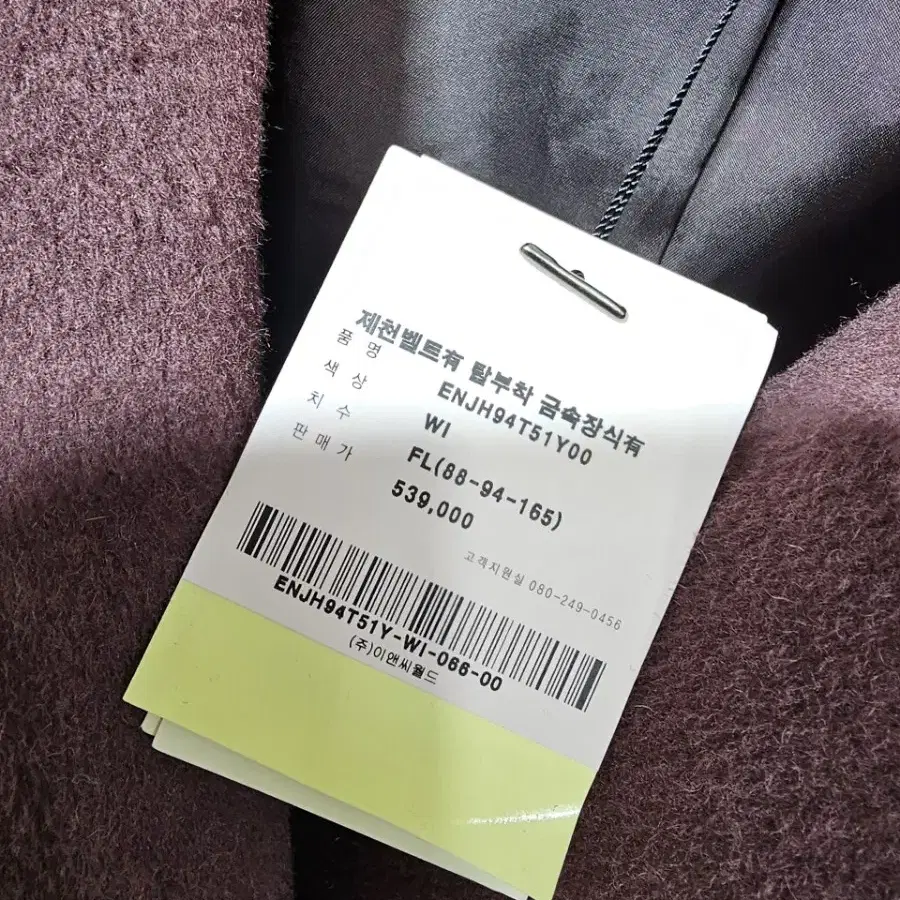 제천벨트有 탈부착 금속장식有
품명 ENJH94T51Y00
색상 WI
치수 FL(88-94-165)
판매가 539,000
고객지원실 080-249-0456
ENJH94T51Y-WI-066-00
(주)이앤씨월드